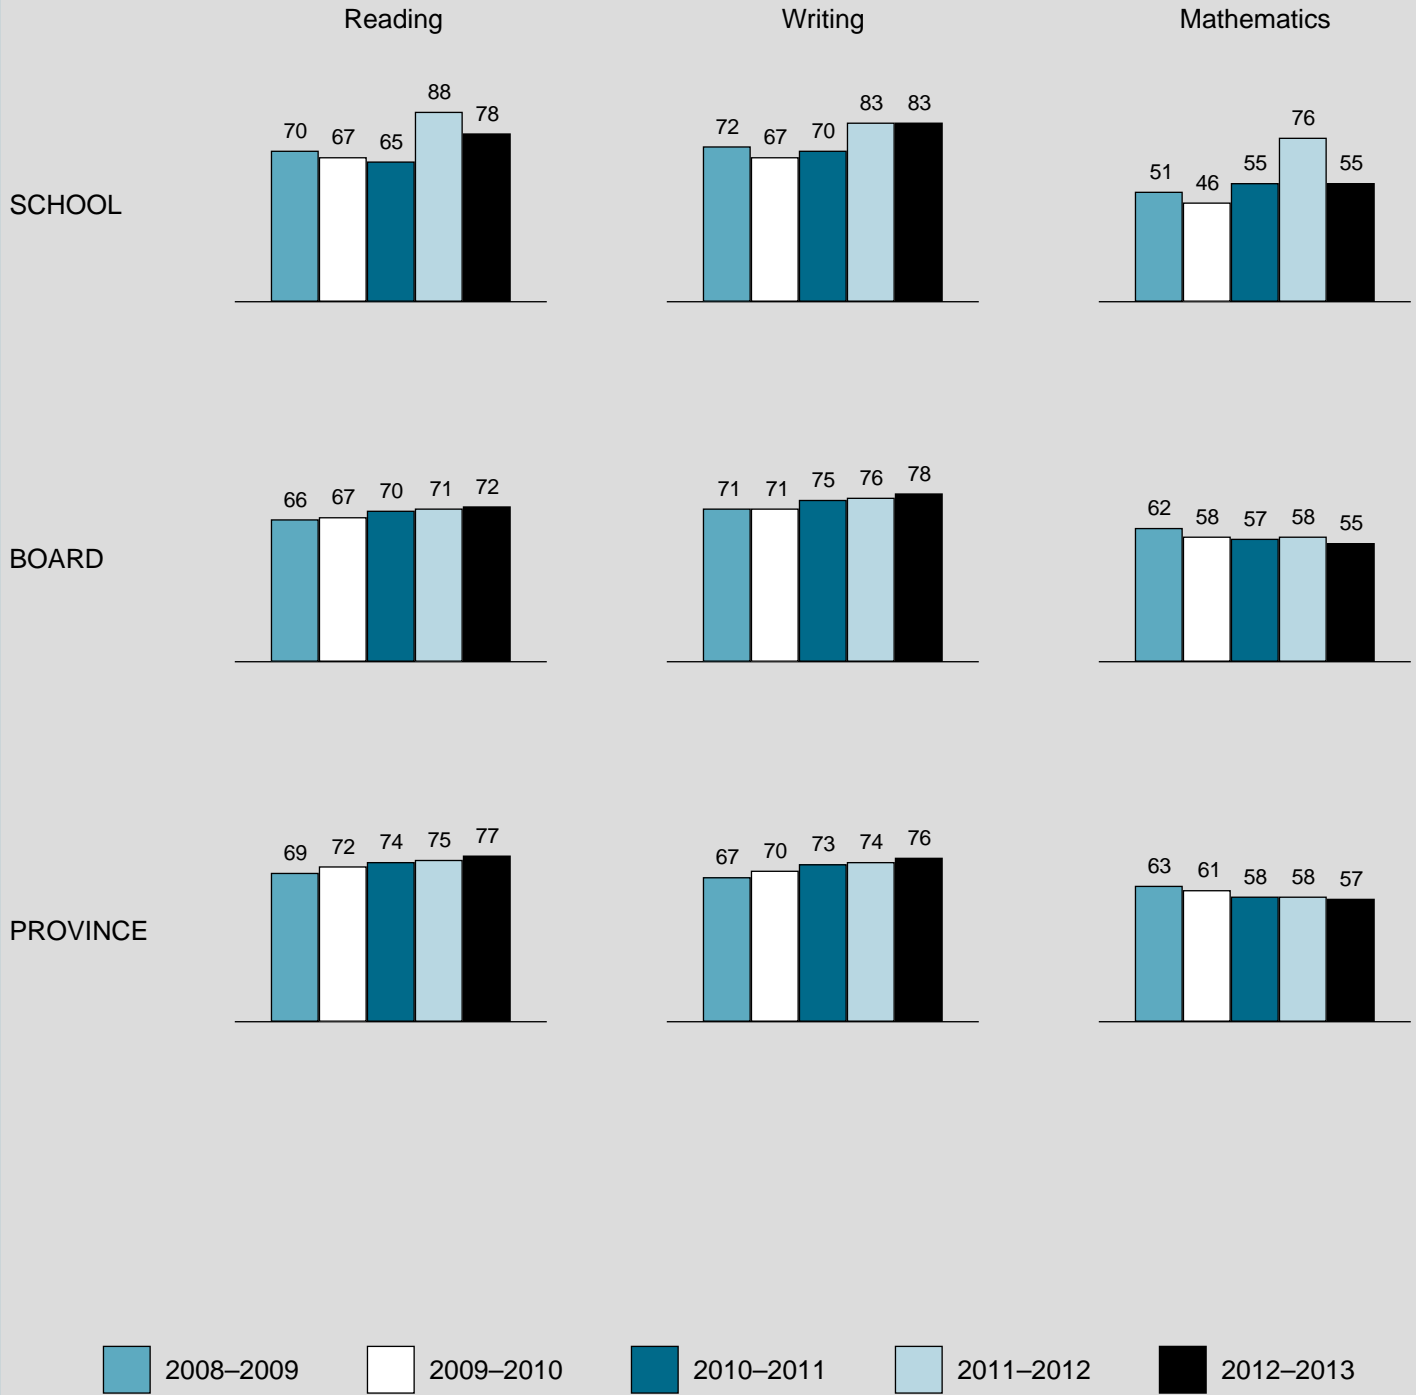 Reading Writing Mathematics
SCHOOL
70 67 65 88 78
72 67 70 83 83
51 46 55 76 55
BOARD
66 67 70 71 72
71 71 75 76 78
62 58 57 58 55
PROVINCE
69 72 74 75 77
67 70 73 74 76
63 61 58 58 57
2008–2009 2009–2010 2010–2011 2011–2012 2012–2013